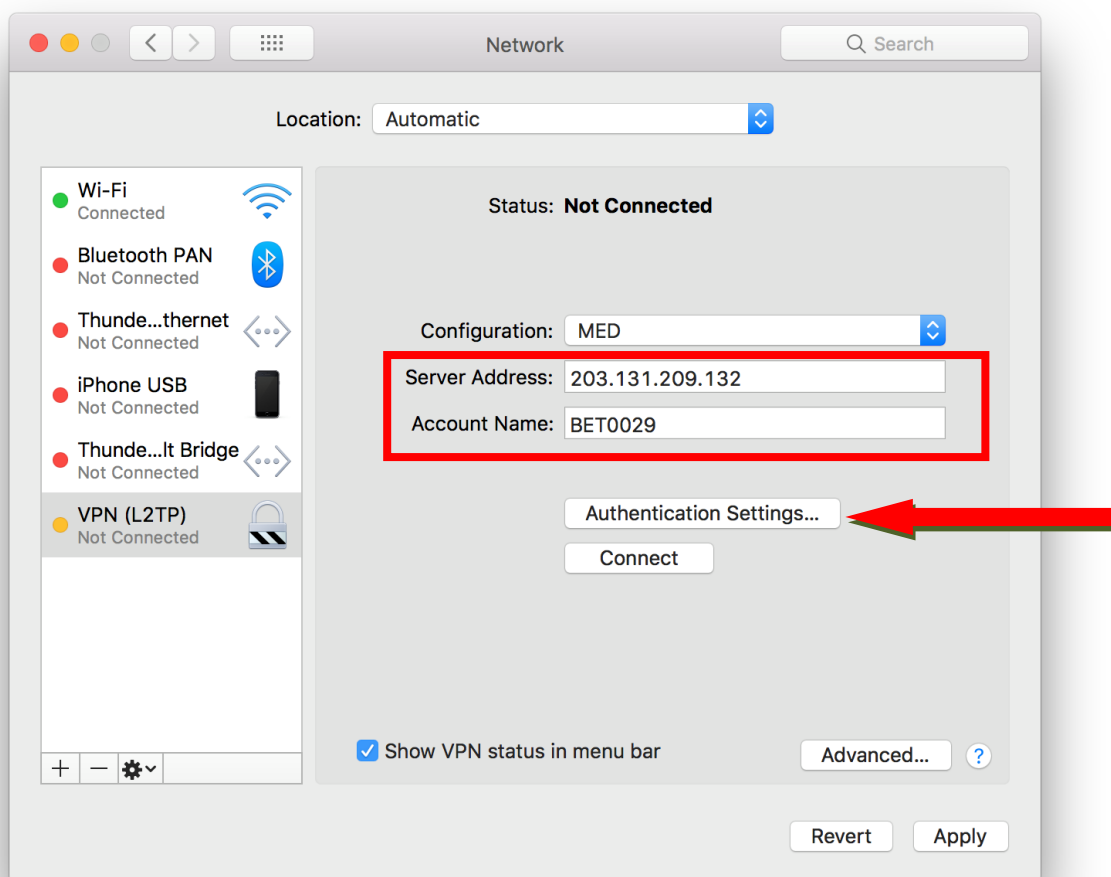 Network
Search
Location: Automatic
Wi-Fi
Connected
Bluetooth PAN
Not Connected
Thunde...thernet
Not Connected
iPhone USB
Not Connected
Thunde...lt Bridge
Not Connected
VPN (L2TP)
Not Connected
Status: Not Connected
Configuration: MED
Server Address: 203.131.209.132
Account Name: BET0029
Authentication Settings...
Connect
Show VPN status in menu bar
Advanced...
?
Revert
Apply